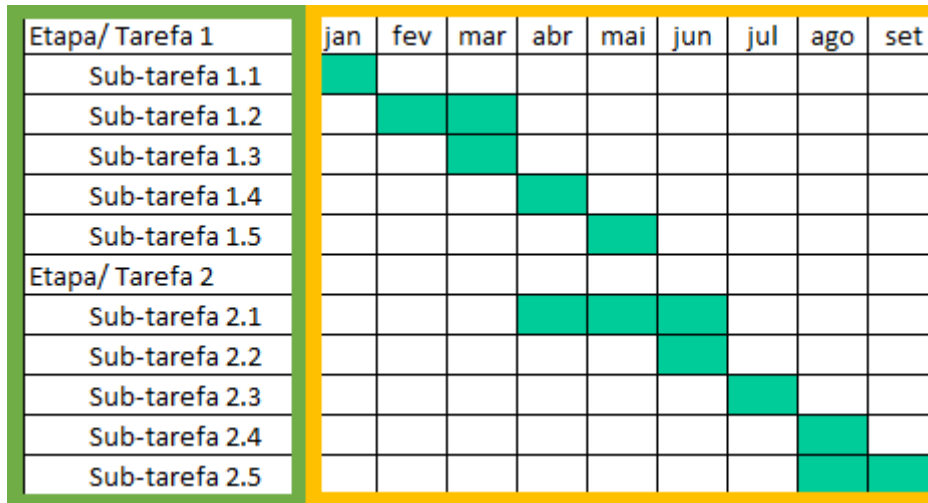 Etapa/ Tarefa 1 jan fev mar abr mai jun jul ago set
Sub-tarefa 1.1
Sub-tarefa 1.2
Sub-tarefa 1.3
Sub-tarefa 1.4
Sub-tarefa 1.5
Etapa/ Tarefa 2
Sub-tarefa 2.1
Sub-tarefa 2.2
Sub-tarefa 2.3
Sub-tarefa 2.4
Sub-tarefa 2.5